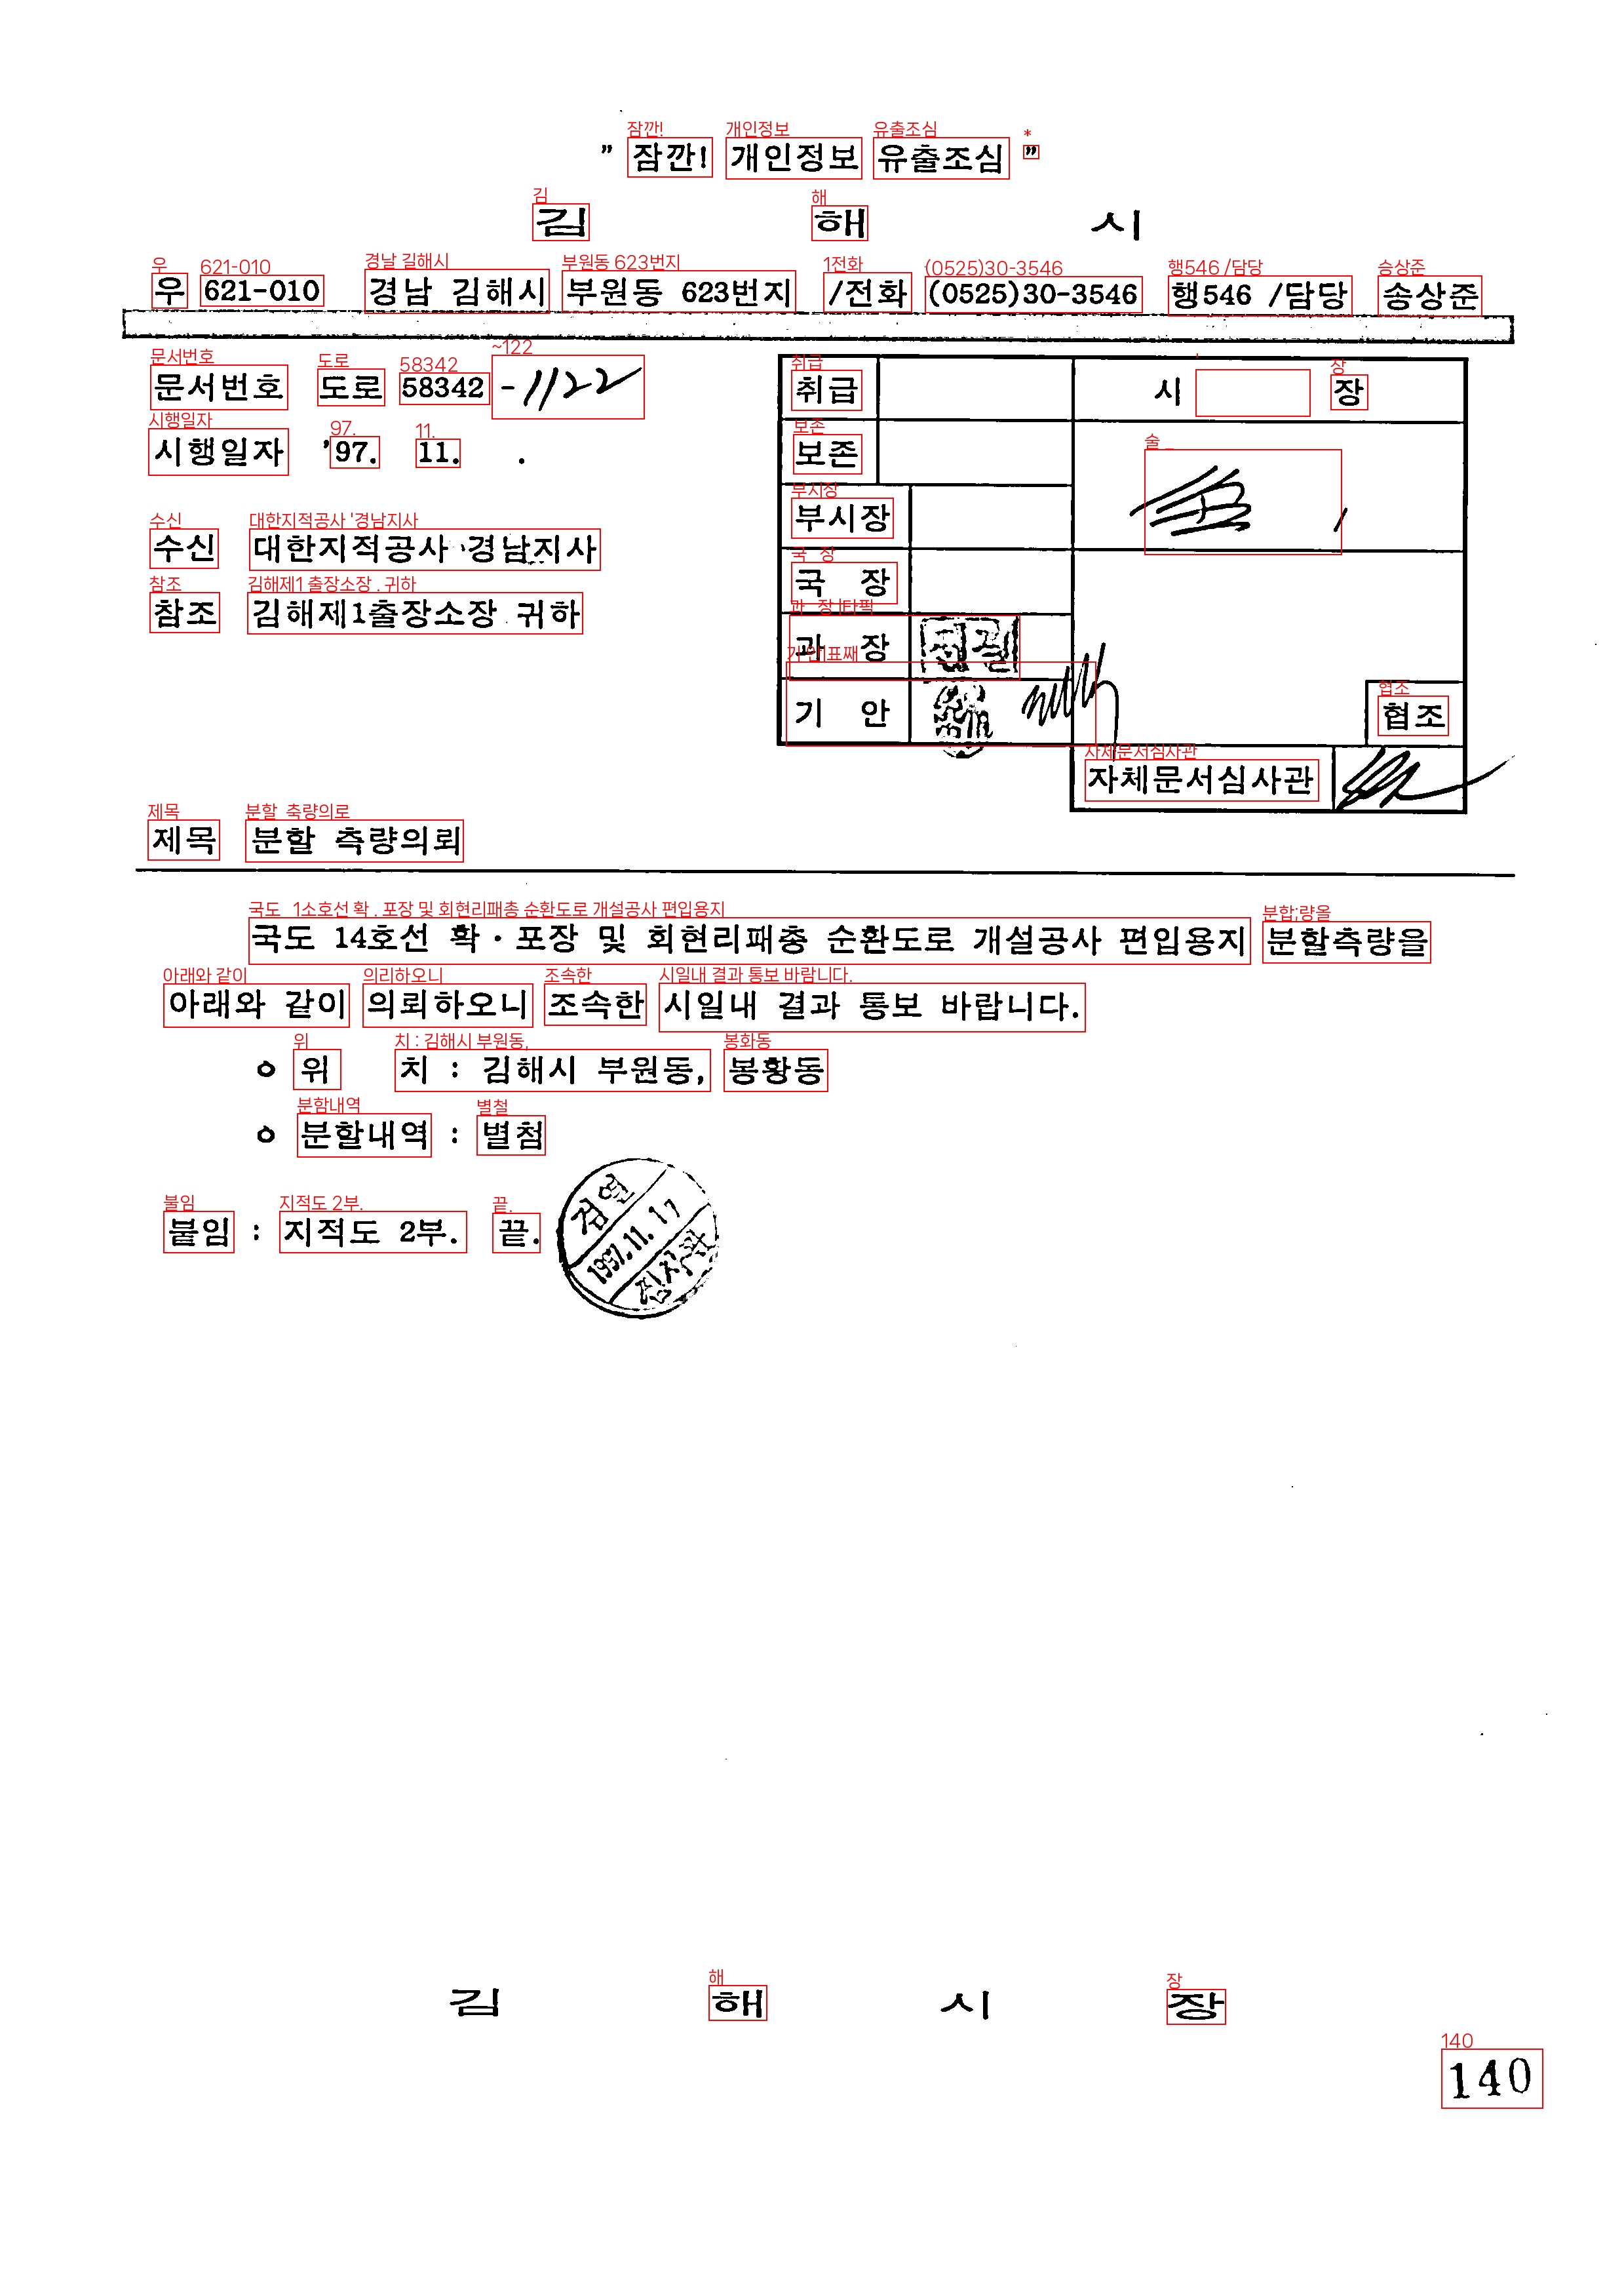 " 잠깐! 개인정보 유출조심 "
김 해 시
우 621-010 경남 김해시 부원동 623번지 /전화 (0525)30-3546 행546 /담당 송상준
문서번호 도로 58342 - 1122
시행일자 '97. 11. .
수신 대한지적공사 경남지사
참조 김해제1출장소장 귀하
취급
시 장
보존
부시장
국 장
과 장
기 안
협조
자체문서심사관
제목 분할 측량의뢰
국도 14호선 확·포장 및 회현리패총 순환도로 개설공사 편입용지 분할측량을
아래와 같이 의뢰하오니 조속한 시일내 결과 통보 바랍니다.
o 위 치 : 김해시 부원동, 봉황동
o 분할내역 : 별첨
붙임 : 지적도 2부. 끝.
검열
1997. 11. 17
심사관
김 해 시 장
140